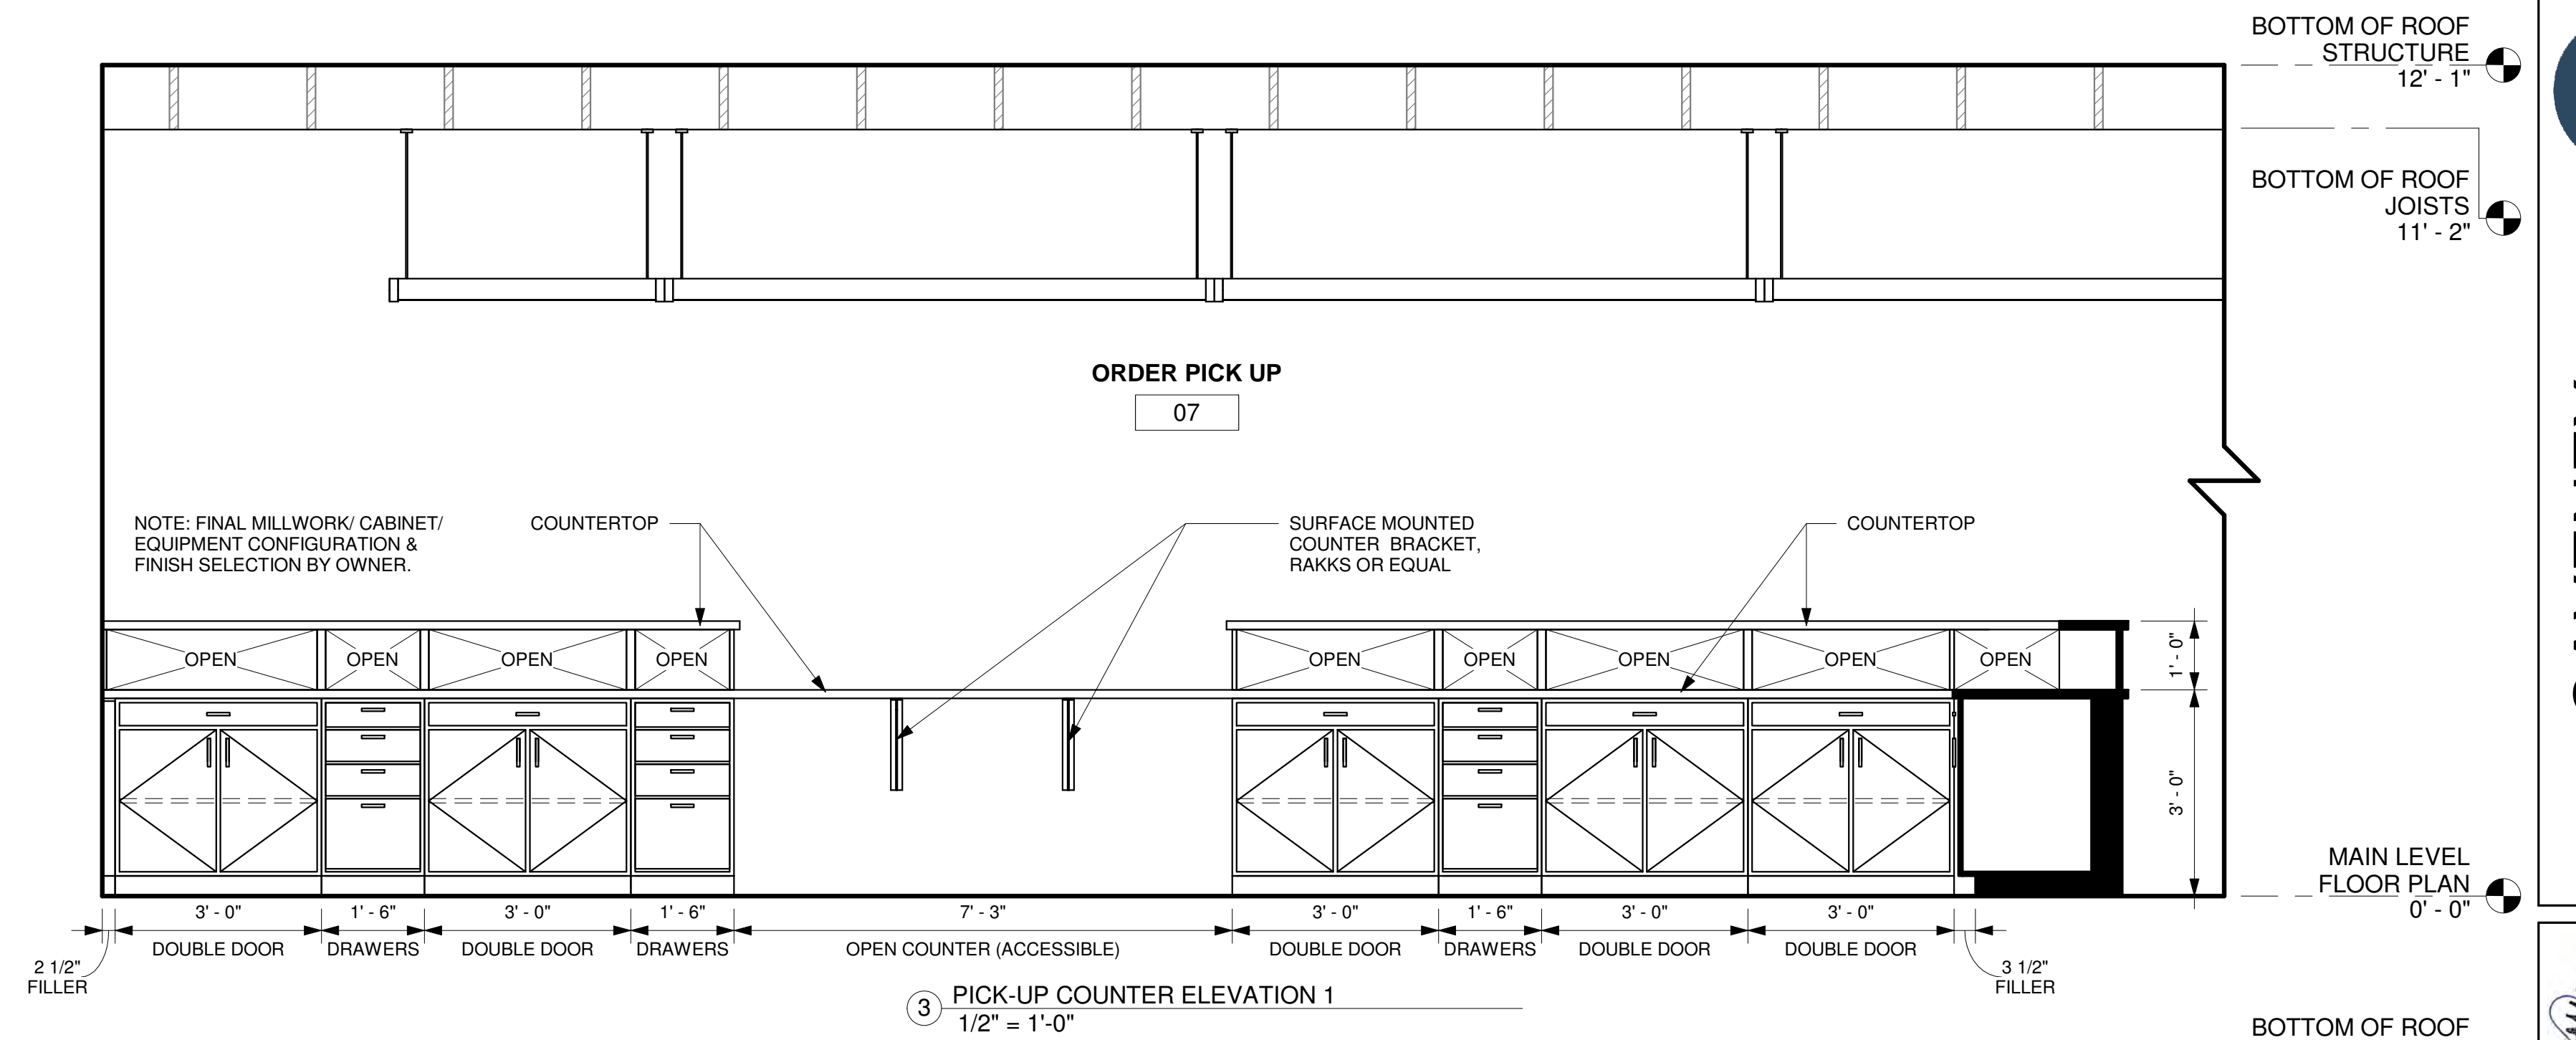 BOTTOM OF ROOF
STRUCTURE
12' - 1"
BOTTOM OF ROOF
JOISTS
11' - 2"
ORDER PICK UP
07
NOTE: FINAL MILLWORK/ CABINET/
EQUIPMENT CONFIGURATION &
FINISH SELECTION BY OWNER.
COUNTERTOP
SURFACE MOUNTED
COUNTER BRACKET,
RAKKS OR EQUAL
COUNTERTOP
OPEN
OPEN
OPEN
OPEN
OPEN
OPEN
OPEN
OPEN
OPEN
1' - 0"
3' - 0"
MAIN LEVEL
FLOOR PLAN
0' - 0"
3' - 0"
1' - 6"
3' - 0"
1' - 6"
7' - 3"
3' - 0"
1' - 6"
3' - 0"
3' - 0"
DOUBLE DOOR
DRAWERS
DOUBLE DOOR
DRAWERS
OPEN COUNTER (ACCESSIBLE)
DOUBLE DOOR
DRAWERS
DOUBLE DOOR
DOUBLE DOOR
2 1/2"
FILLER
3 1/2"
FILLER
3
PICK-UP COUNTER ELEVATION 1
1/2" = 1'-0"
BOTTOM OF ROOF